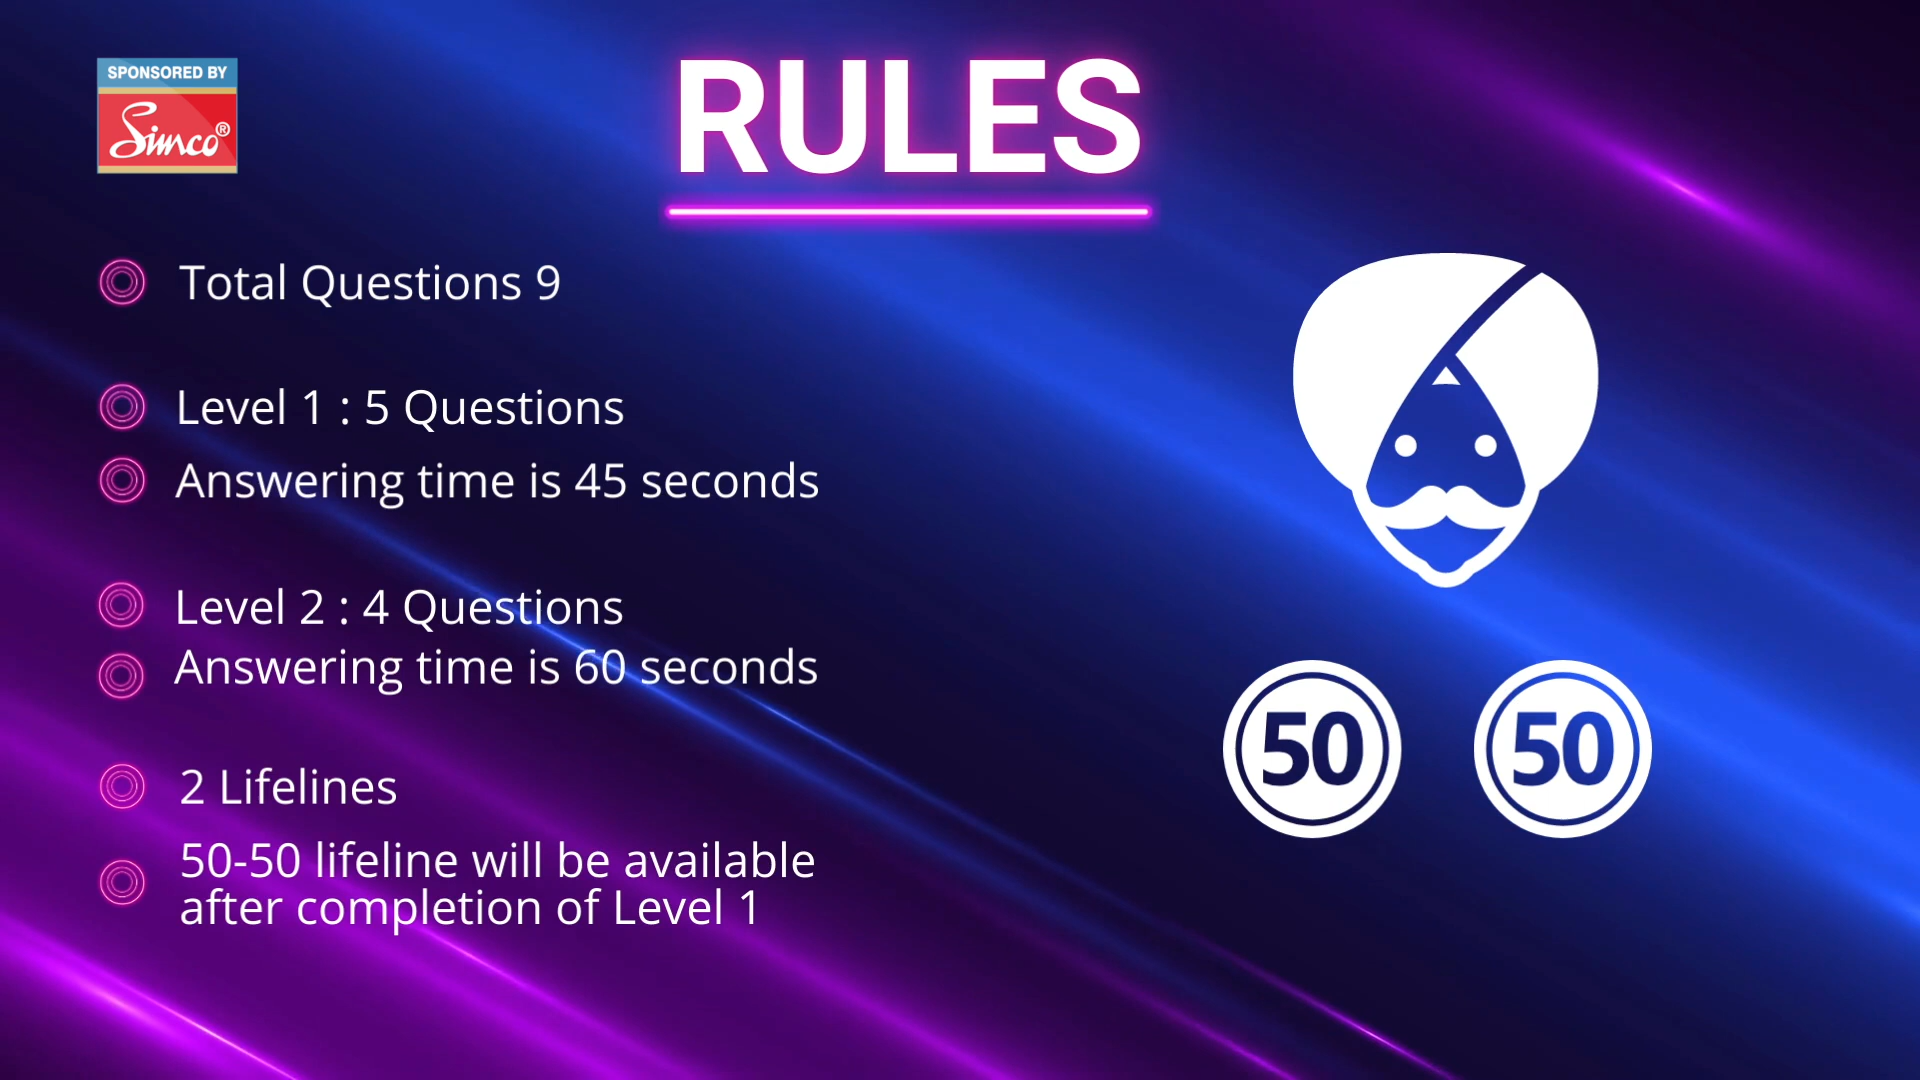 SPONSORED BY
Simco®
RULES
Total Questions 9
Level 1 : 5 Questions
Answering time is 45 seconds
Level 2 : 4 Questions
Answering time is 60 seconds
2 Lifelines
50-50 lifeline will be available
after completion of Level 1
50 50